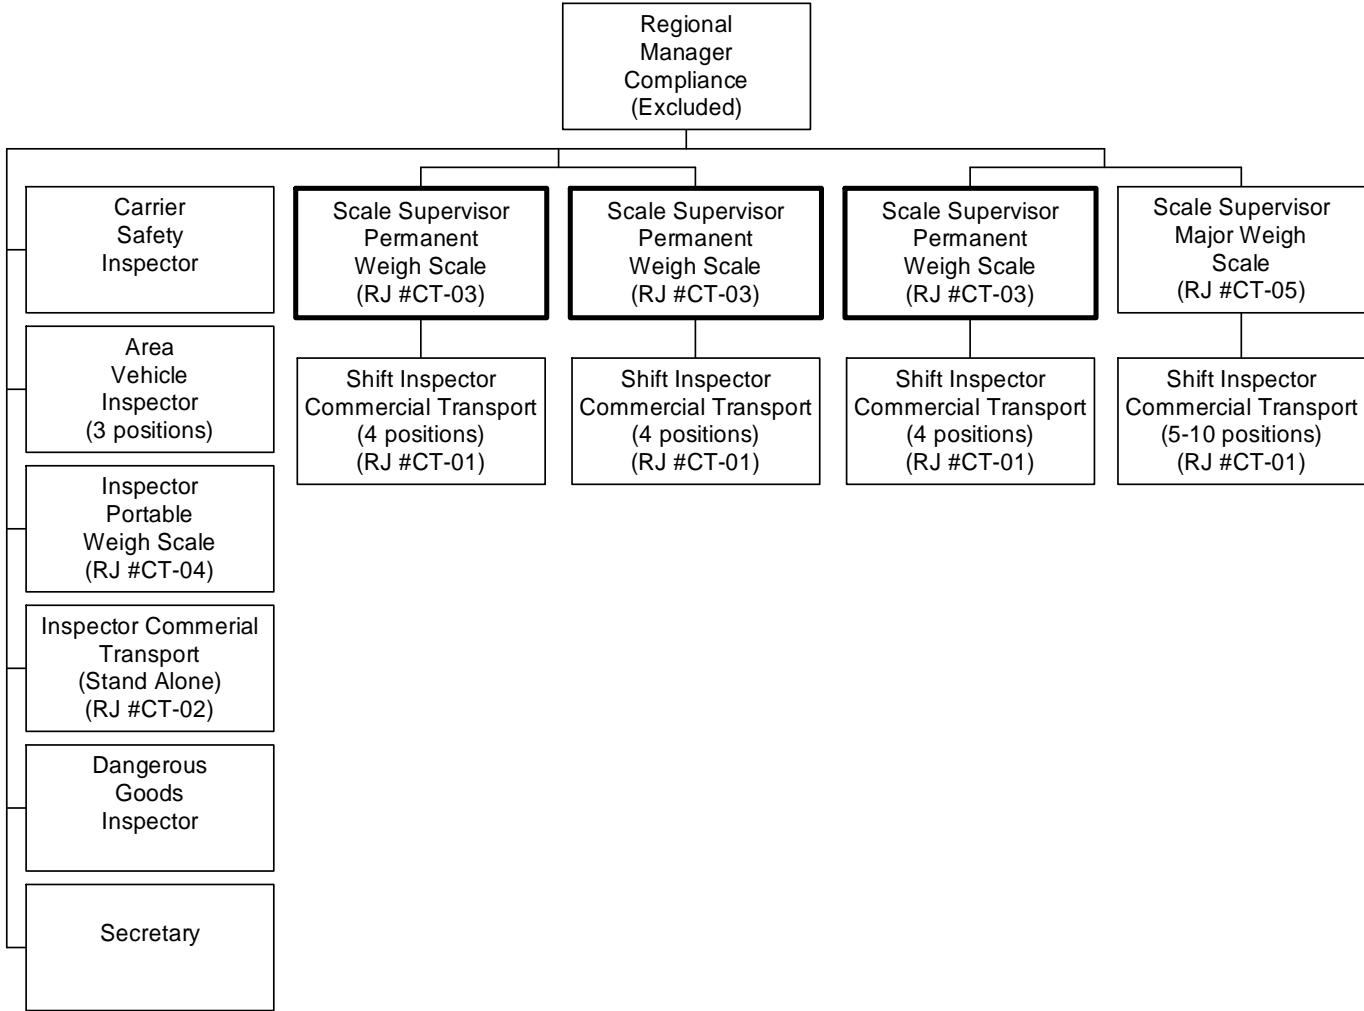 Regional
Manager
Compliance
(Excluded)
Carrier
Safety
Inspector
Scale Supervisor
Permanent
Weigh Scale
(RJ #CT-03)
Scale Supervisor
Permanent
Weigh Scale
(RJ #CT-03)
Scale Supervisor
Permanent
Weigh Scale
(RJ #CT-03)
Scale Supervisor
Major Weigh
Scale
(RJ #CT-05)
Area
Vehicle
Inspector
(3 positions)
Shift Inspector
Commercial Transport
(4 positions)
(RJ #CT-01)
Shift Inspector
Commercial Transport
(4 positions)
(RJ #CT-01)
Shift Inspector
Commercial Transport
(4 positions)
(RJ #CT-01)
Shift Inspector
Commercial Transport
(5-10 positions)
(RJ #CT-01)
Inspector
Portable
Weigh Scale
(RJ #CT-04)
Inspector Commerial
Transport
(Stand Alone)
(RJ #CT-02)
Dangerous
Goods
Inspector
Secretary